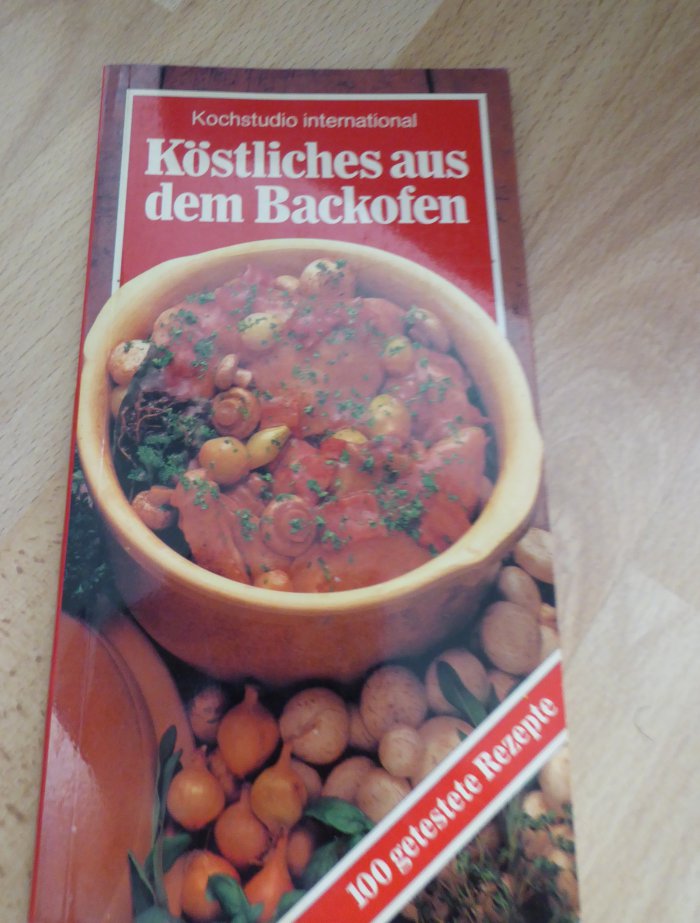 Kochstudio international
Köstliches aus
dem Backofen
100 getestete Rezepte